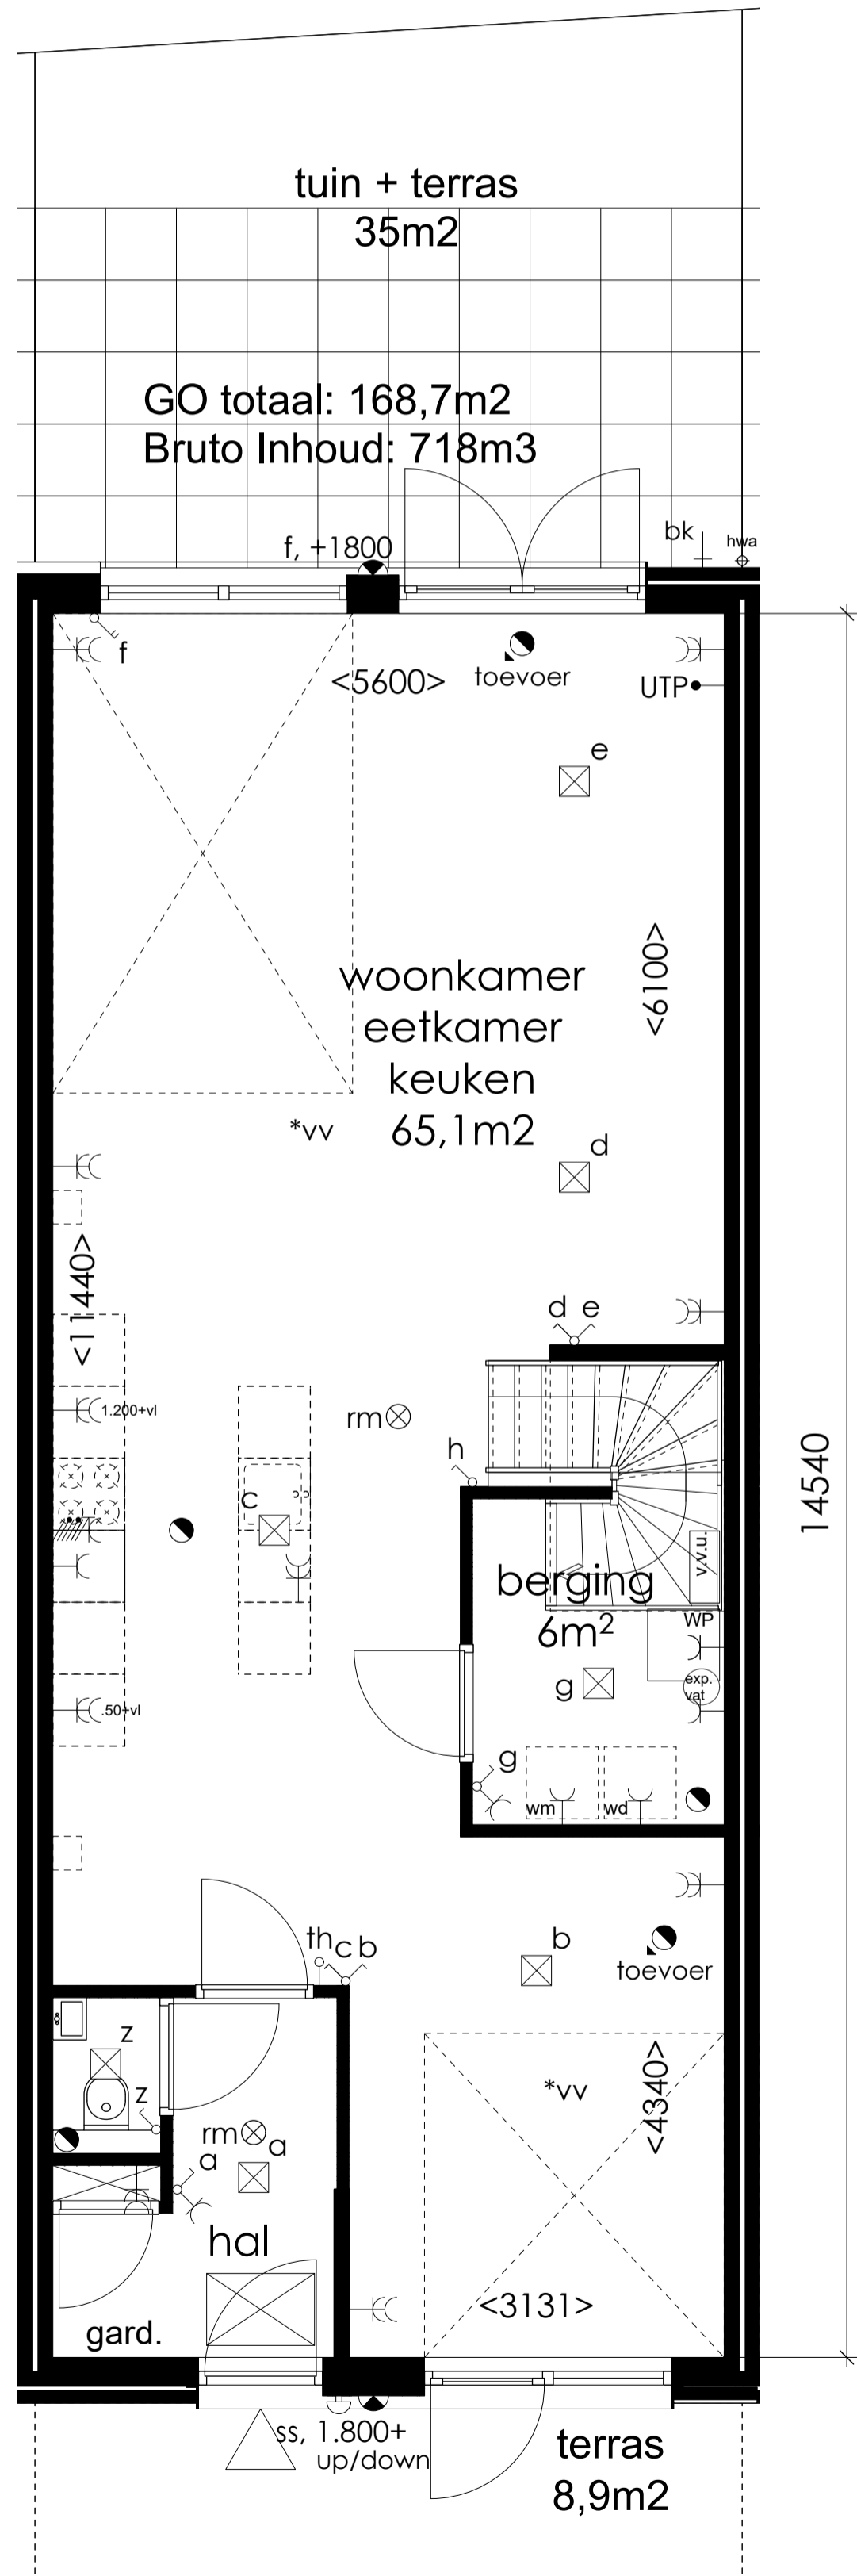 tuin + terras
35m2
GO totaal: 168,7m2
Bruto Inhoud: 718m3
f, +1800
bk
hwa
f
<5600>
toevoer
UTP
e
<6100>
woonkamer
eetkamer
keuken
65,1m2
*vv
d
<11440>
d e
1.200+vl
rm
h
c
14540
v.v.u.
berging
6m²
WP
g
exp.
vat
.50+vl
g
wm
wd
th
c b
b
toevoer
z
z
*vv
<4340>
rm
a
a
hal
<3131>
gard.
ss, 1.800+
up/down
terras
8,9m2